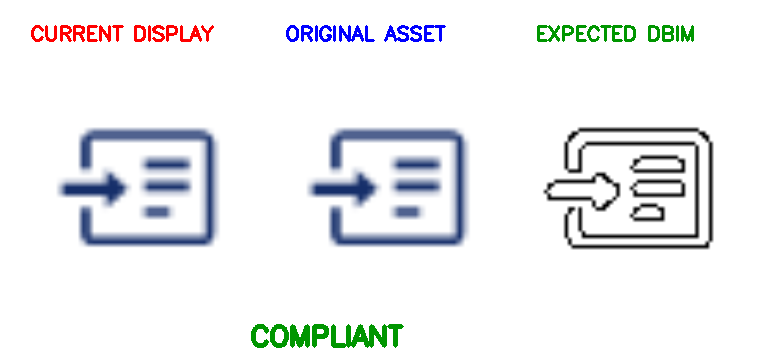 CURRENT DISPLAY
ORIGINAL ASSET
EXPECTED DBIM
COMPLIANT